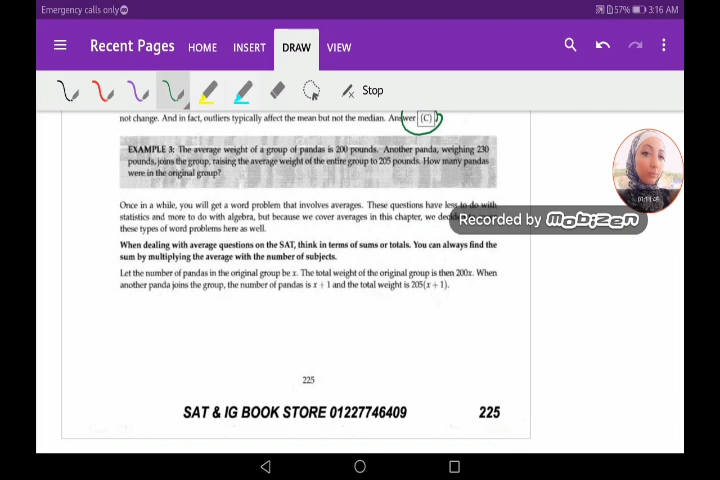 Emergency calls only
57% 3:16 AM
Recent Pages HOME INSERT DRAW VIEW
Stop
not change. And in fact, outliers typically affect the mean but not the median. Answer (C)
EXAMPLE 3: The average weight of a group of pandas is 200 pounds. Another panda, weighing 230
pounds, joins the group, raising the average weight of the entire group to 205 pounds. How many pandas
were in the original group?
01:14:46
Once in a while, you will get a word problem that involves averages. These questions have less to do with
statistics and more to do with algebra, but because we cover averages in this chapter, we
these types of word problems here as well.
Recorded by mobizen
When dealing with average questions on the SAT, think in terms of sums or totals. You can always find the
sum by multiplying the average with the number of subjects.
Let the number of pandas in the original group be x. The total weight of the original group is then 200x. When
another panda joins the group, the number of pandas is x + 1 and the total weight is 205(x + 1).
225
SAT & IG BOOK STORE 01227746409 225